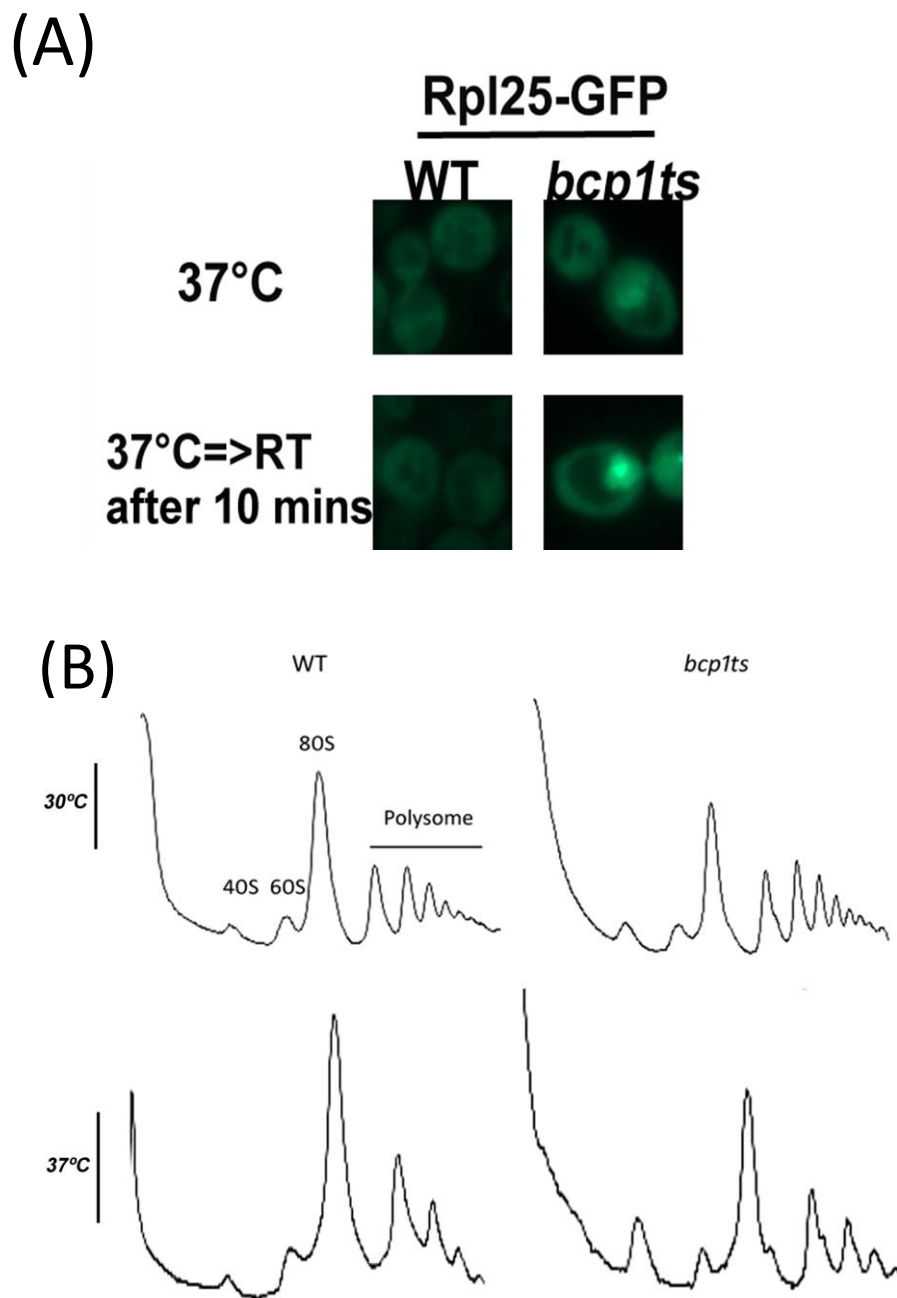 (A)
Rpl25-GFP
WT bcp1ts
37°C
37°C=>RT
after 10 mins
(B)
WT bcp1ts
80S
30ºC
Polysome
40S 60S
37ºC